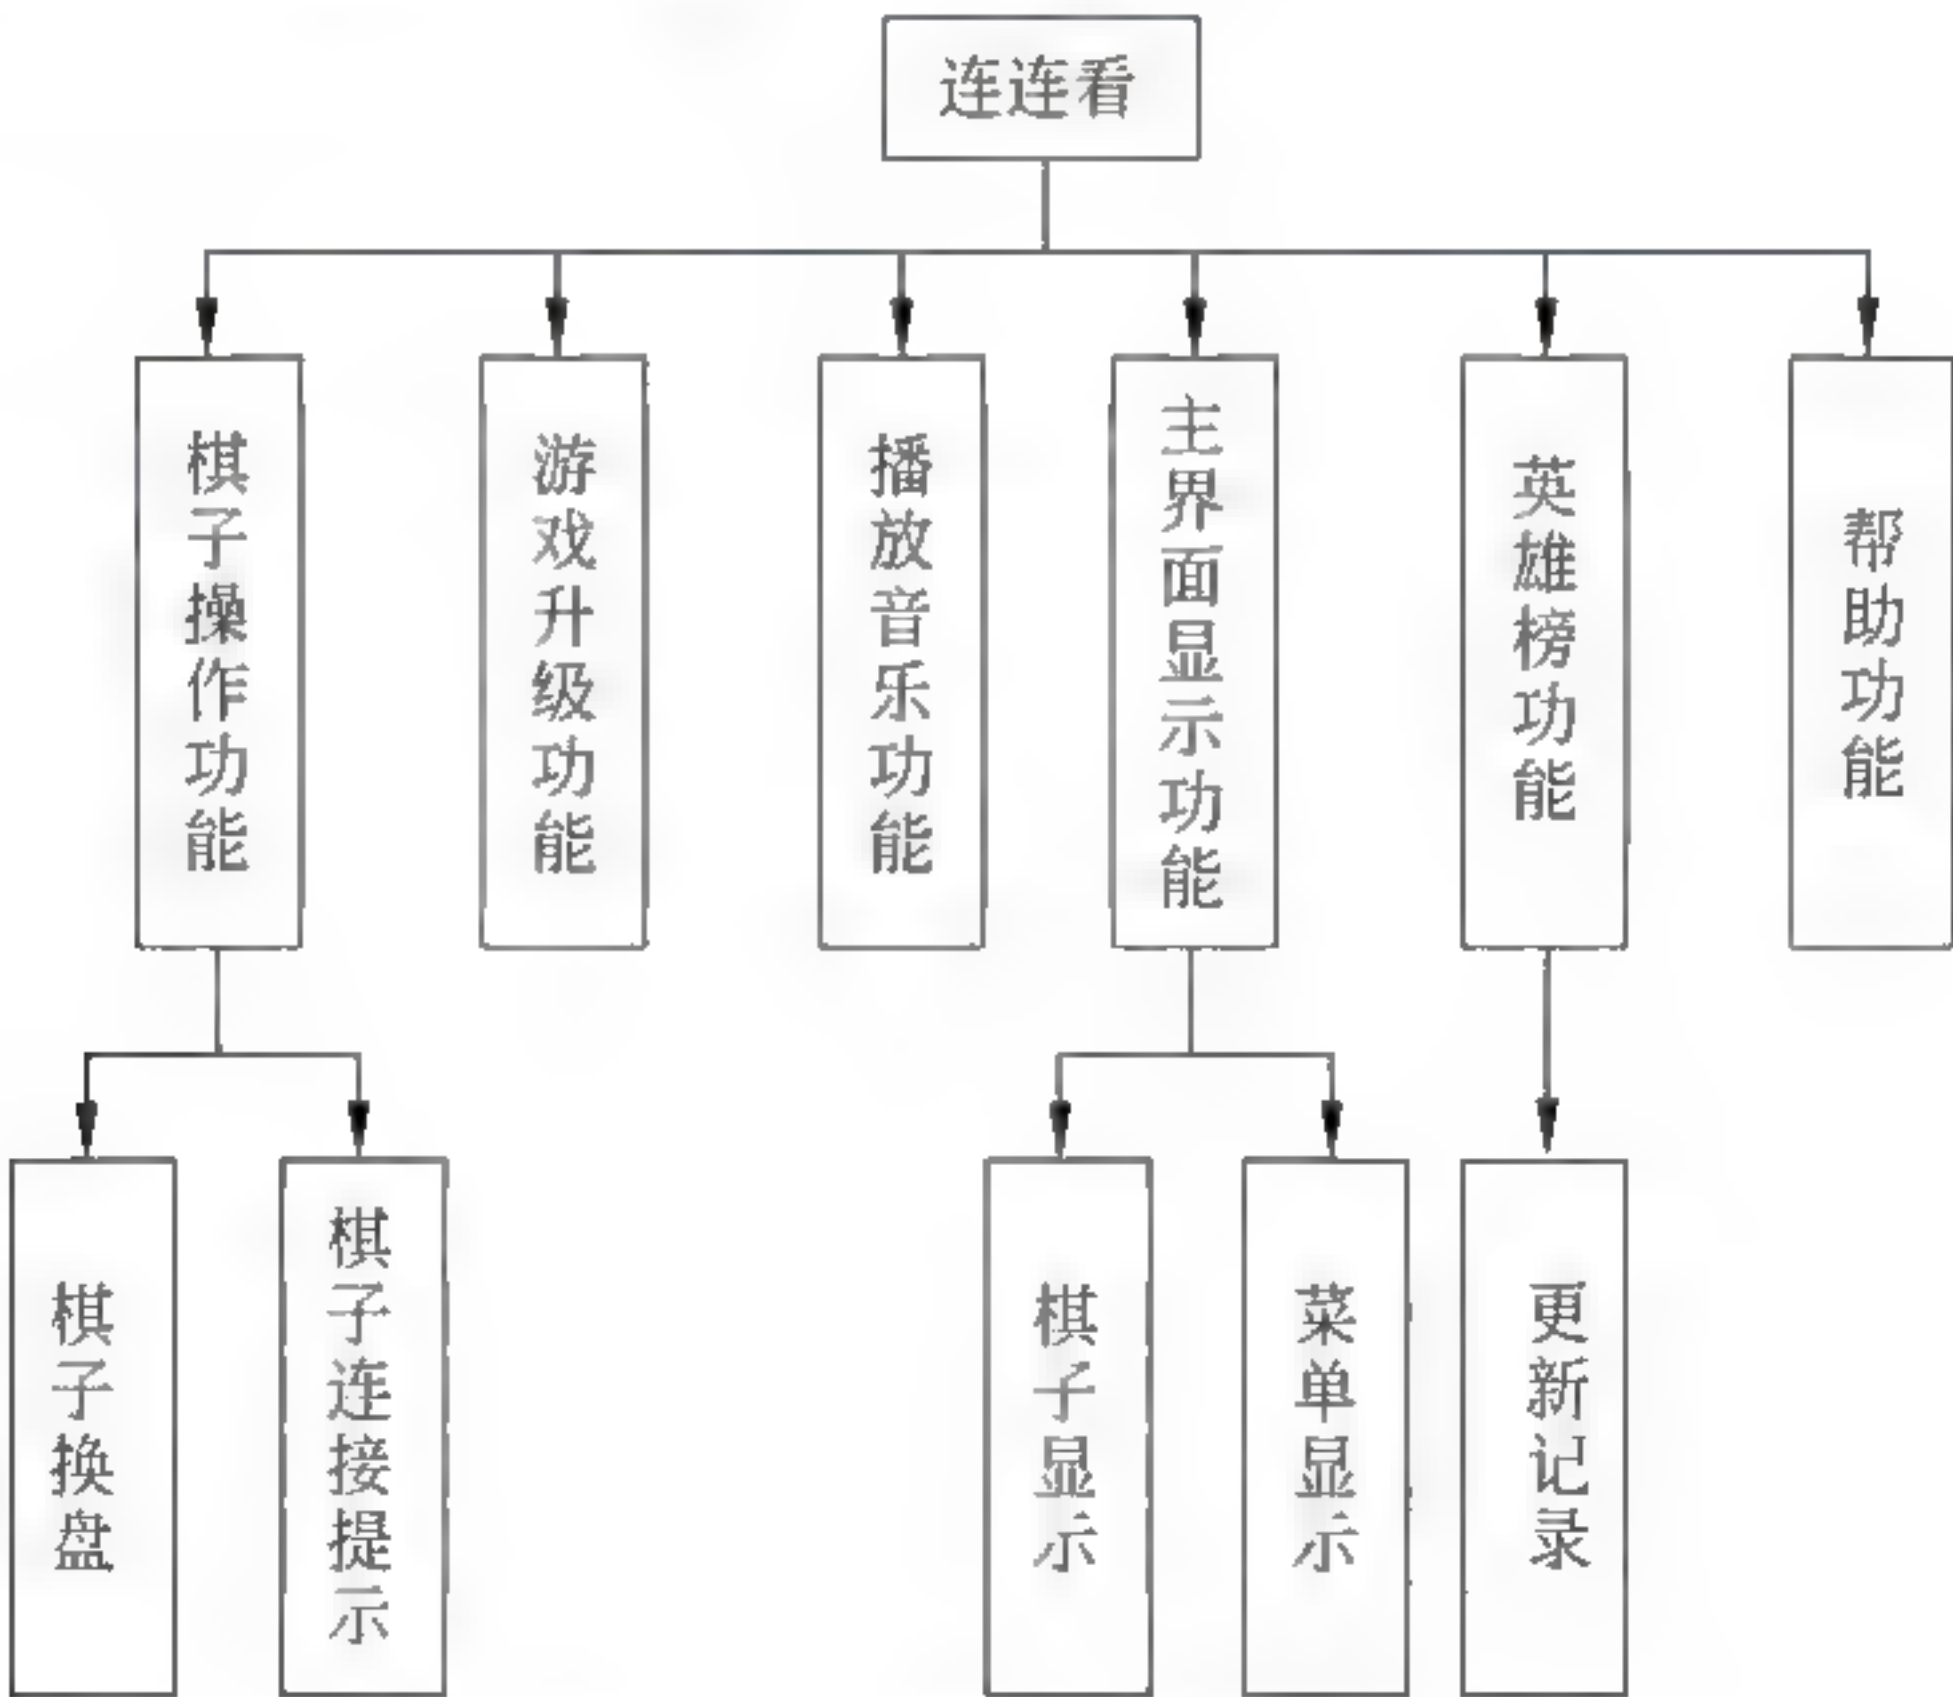 连连看
棋子操作功能
游戏升级功能
播放音乐功能
主界面显示功能
英雄榜功能
帮助功能
棋子换盘
棋子连接提示
棋子显示
菜单显示
更新记录